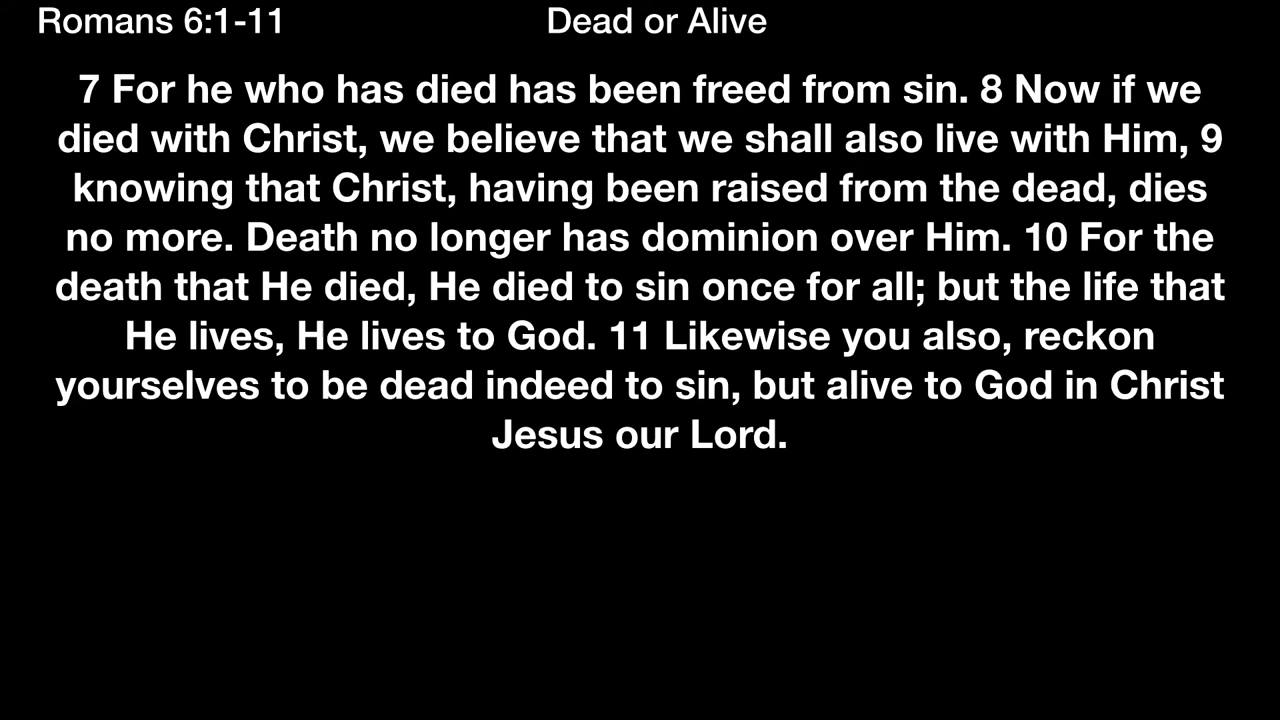 Romans 6:1-11 Dead or Alive
7 For he who has died has been freed from sin. 8 Now if we
died with Christ, we believe that we shall also live with Him, 9
knowing that Christ, having been raised from the dead, dies
no more. Death no longer has dominion over Him. 10 For the
death that He died, He died to sin once for all; but the life that
He lives, He lives to God. 11 Likewise you also, reckon
yourselves to be dead indeed to sin, but alive to God in Christ
Jesus our Lord.